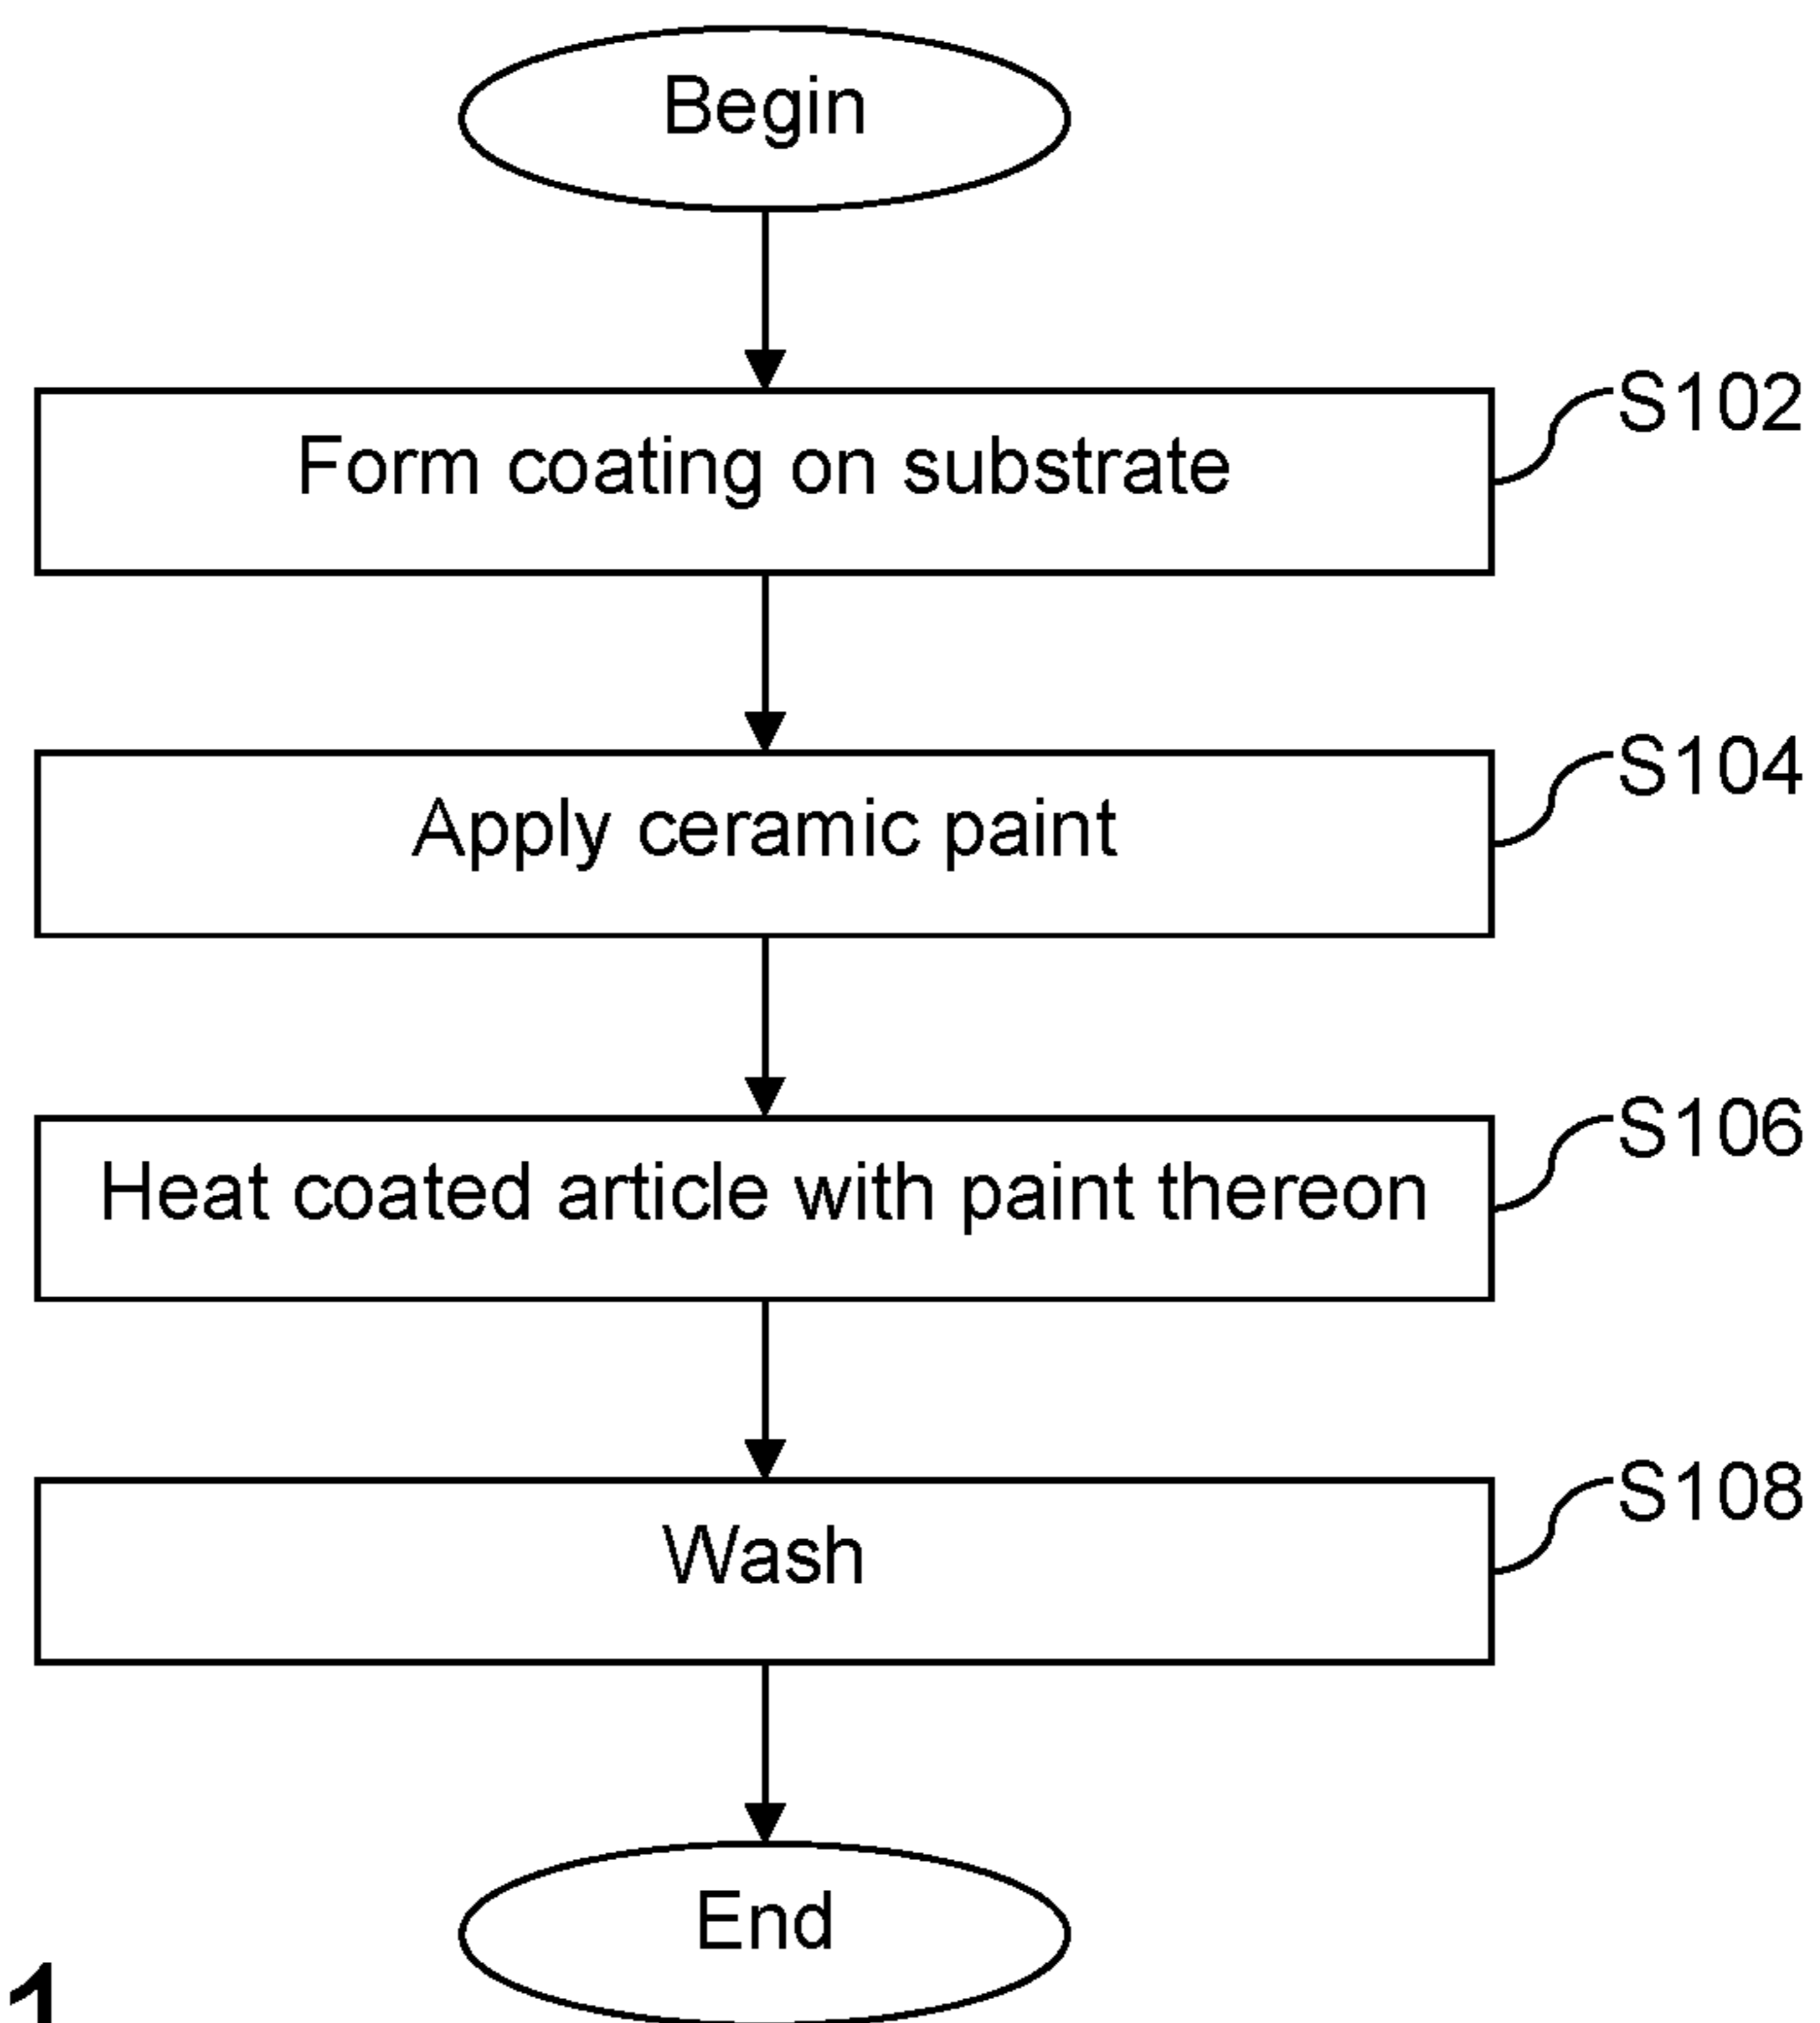 Begin
Form coating on substrate
S102
Apply ceramic paint
S104
Heat coated article with paint thereon
S106
Wash
S108
End
1